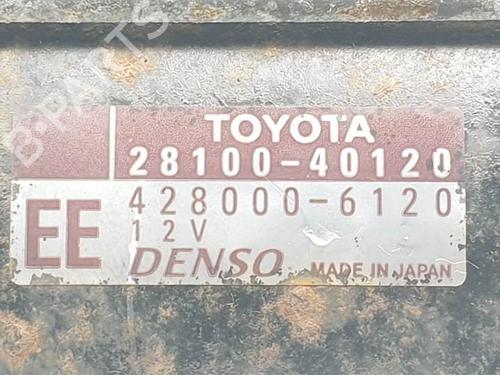 B-PARTS
TOYOTA
28100-40120
EE
428000-6120
12V
DENSO MADE IN JAPAN